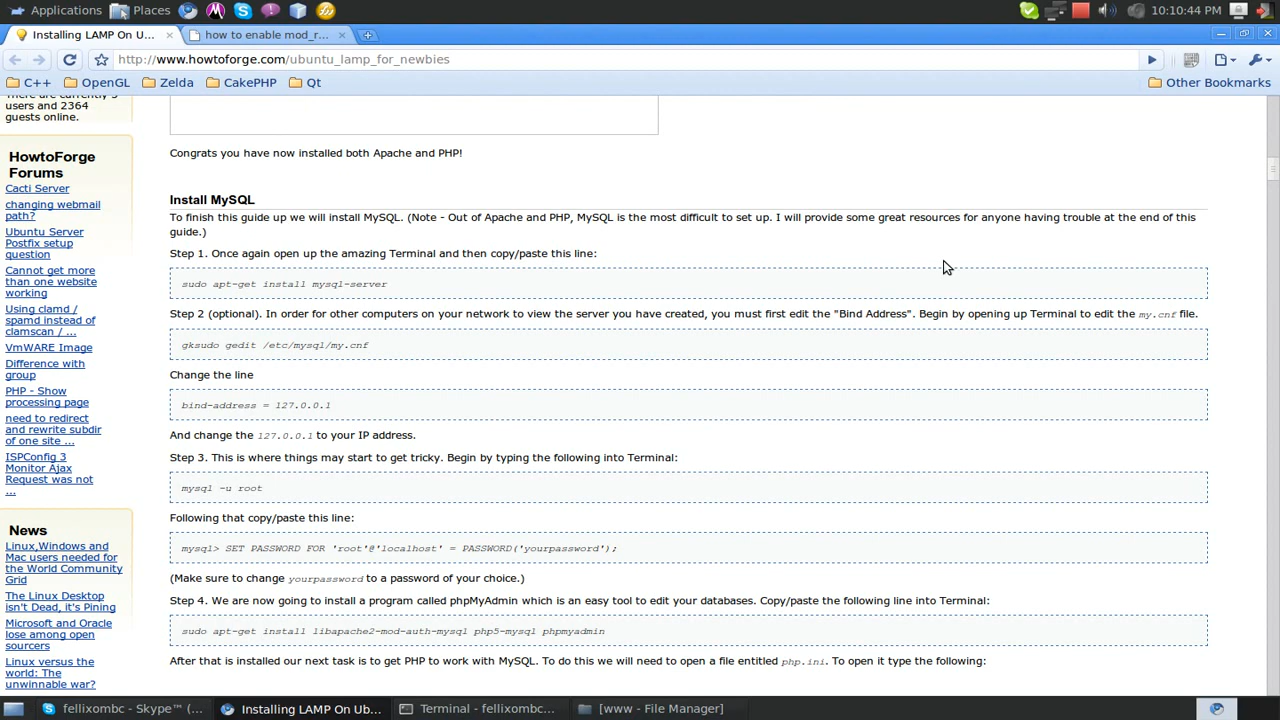 Applications Places 10:10:44 PM
Installing LAMP On U... how to enable mod_r...
http://www.howtoforge.com/ubuntu_lamp_for_newbies
C++ OpenGL Zelda CakePHP Qt Other Bookmarks
users and 2364
guests online.
HowtoForge
Forums
Cacti Server
changing webmail
path?
Ubuntu Server
Postfix setup
question
Cannot get more
than one website
working
Using clamd /
spamd instead of
clamscan / ...
VmWARE Image
Difference with
group
PHP - Show
processing page
need to redirect
and rewrite subdir
of one site ...
ISPConfig 3
Monitor Ajax
Request was not
...
News
Linux,Windows and
Mac users needed for
the World Community
Grid
The Linux Desktop
isn't Dead, it's Pining
Microsoft and Oracle
lose among open
sourcers
Linux versus the
world: The
unwinnable war?
Congrats you have now installed both Apache and PHP!
Install MySQL
To finish this guide up we will install MySQL. (Note - Out of Apache and PHP, MySQL is the most difficult to set up. I will provide some great resources for anyone having trouble at the end of this
guide.)
Step 1. Once again open up the amazing Terminal and then copy/paste this line:
sudo apt-get install mysql-server
Step 2 (optional). In order for other computers on your network to view the server you have created, you must first edit the "Bind Address". Begin by opening up Terminal to edit the my.cnf file.
gksudo gedit /etc/mysql/my.cnf
Change the line
bind-address = 127.0.0.1
And change the 127.0.0.1 to your IP address.
Step 3. This is where things may start to get tricky. Begin by typing the following into Terminal:
mysql -u root
Following that copy/paste this line:
mysql> SET PASSWORD FOR 'root'@'localhost' = PASSWORD('yourpassword');
(Make sure to change yourpassword to a password of your choice.)
Step 4. We are now going to install a program called phpMyAdmin which is an easy tool to edit your databases. Copy/paste the following line into Terminal:
sudo apt-get install libapache2-mod-auth-mysql php5-mysql phpmyadmin
After that is installed our next task is to get PHP to work with MySQL. To do this we will need to open a file entitled php.ini. To open it type the following:
fellixombc - Skype™ (... Installing LAMP On Ub... Terminal - fellixombc... [www - File Manager]